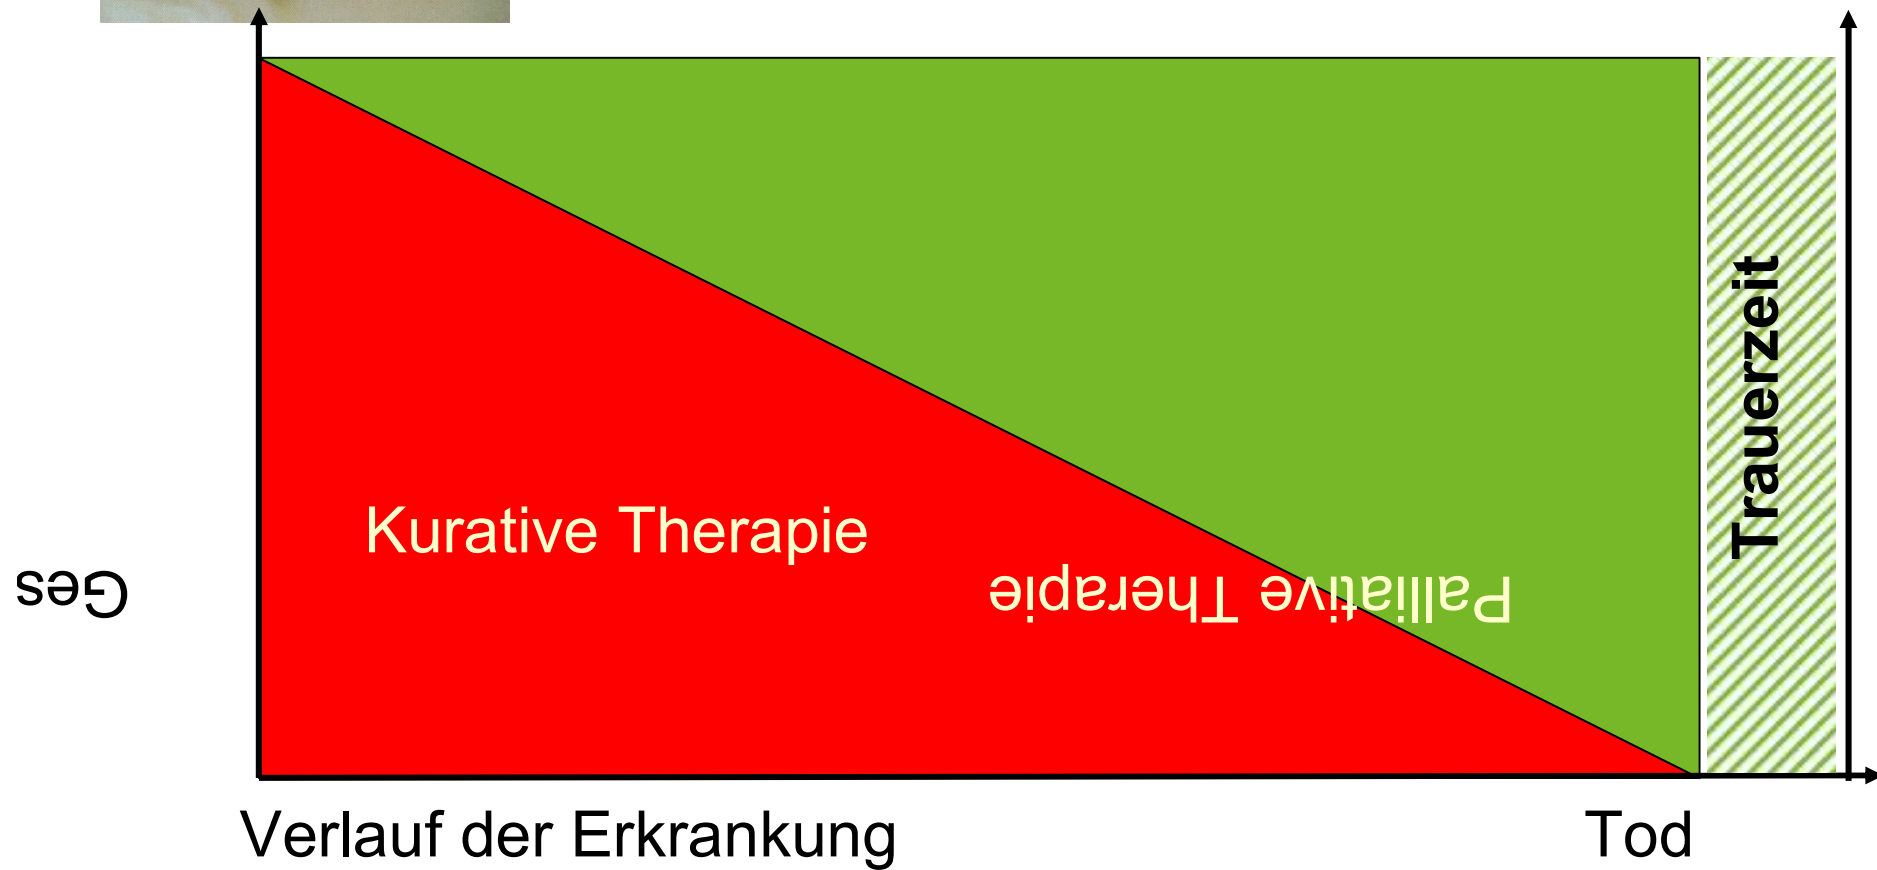 Trauerzeit
Kurative Therapie
Palliative Therapie
Ges
Verlauf der Erkrankung
Tod